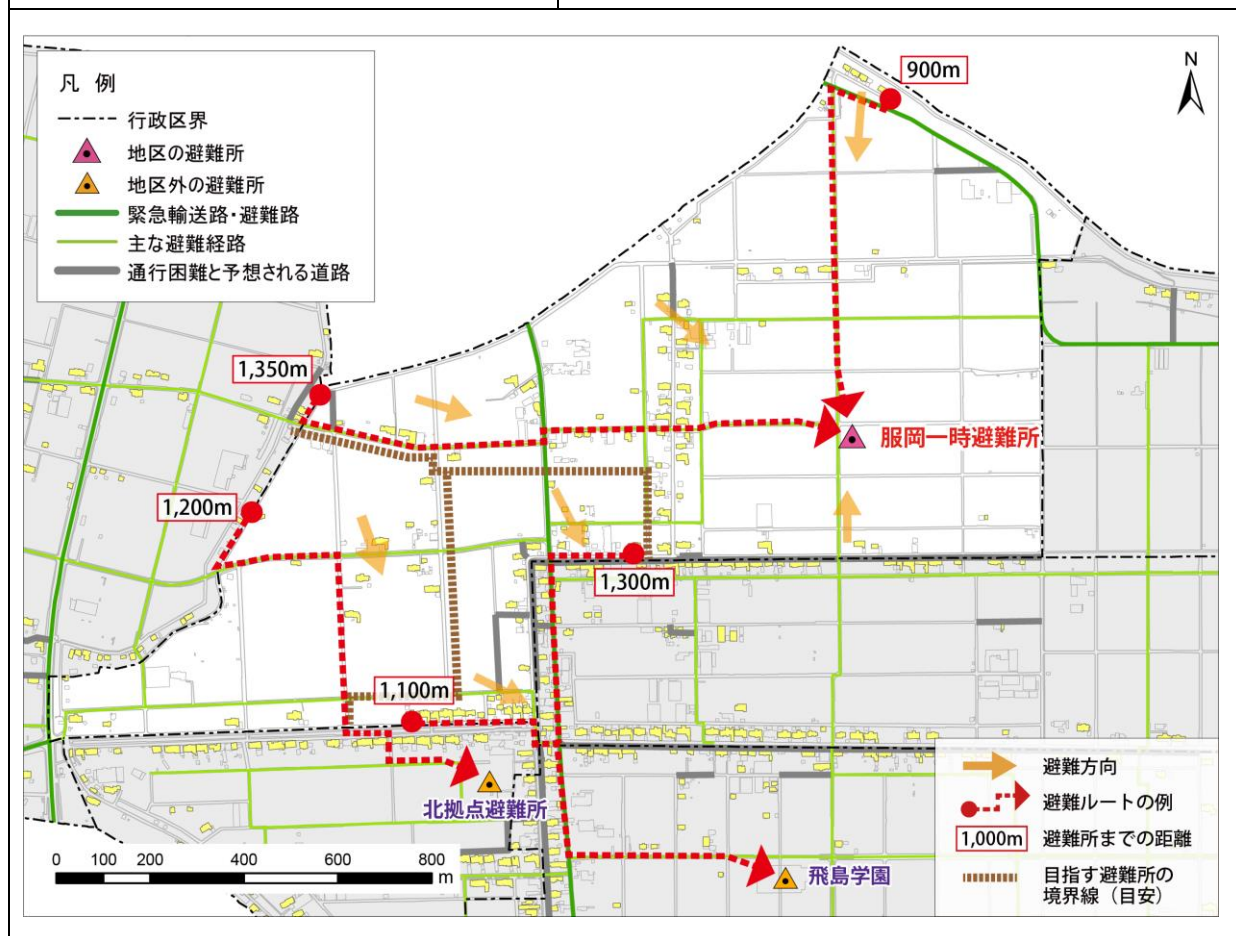 凡 例
行政区界
地区の避難所
地区外の避難所
緊急輸送路・避難路
主な避難経路
通行困難と予想される道路
900m
N
1,350m
服岡一時避難所
1,200m
1,300m
1,100m
北拠点避難所
飛島学園
0 100 200 400 600 800
m
避難方向
避難ルートの例
1,000m 避難所までの距離
目指す避難所の
境界線（目安）